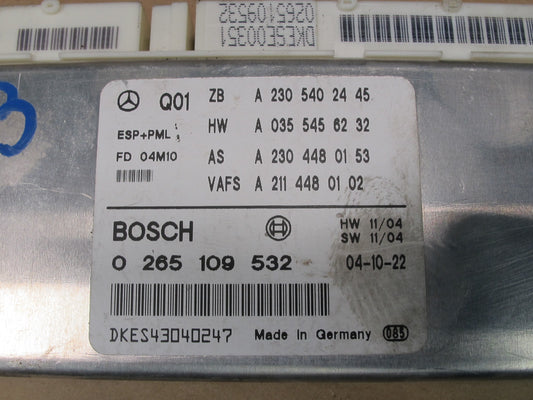 0265109532
DKESE00351
Q01 ZB A 230 540 24 45
ESP+PML HW A 035 545 62 32
FD 04M10 AS A 230 448 01 53
VAFS A 211 448 01 02
BOSCH HW 11/04
SW 11/04
0 265 109 532 04-10-22
DKES43040247 Made in Germany 085
B